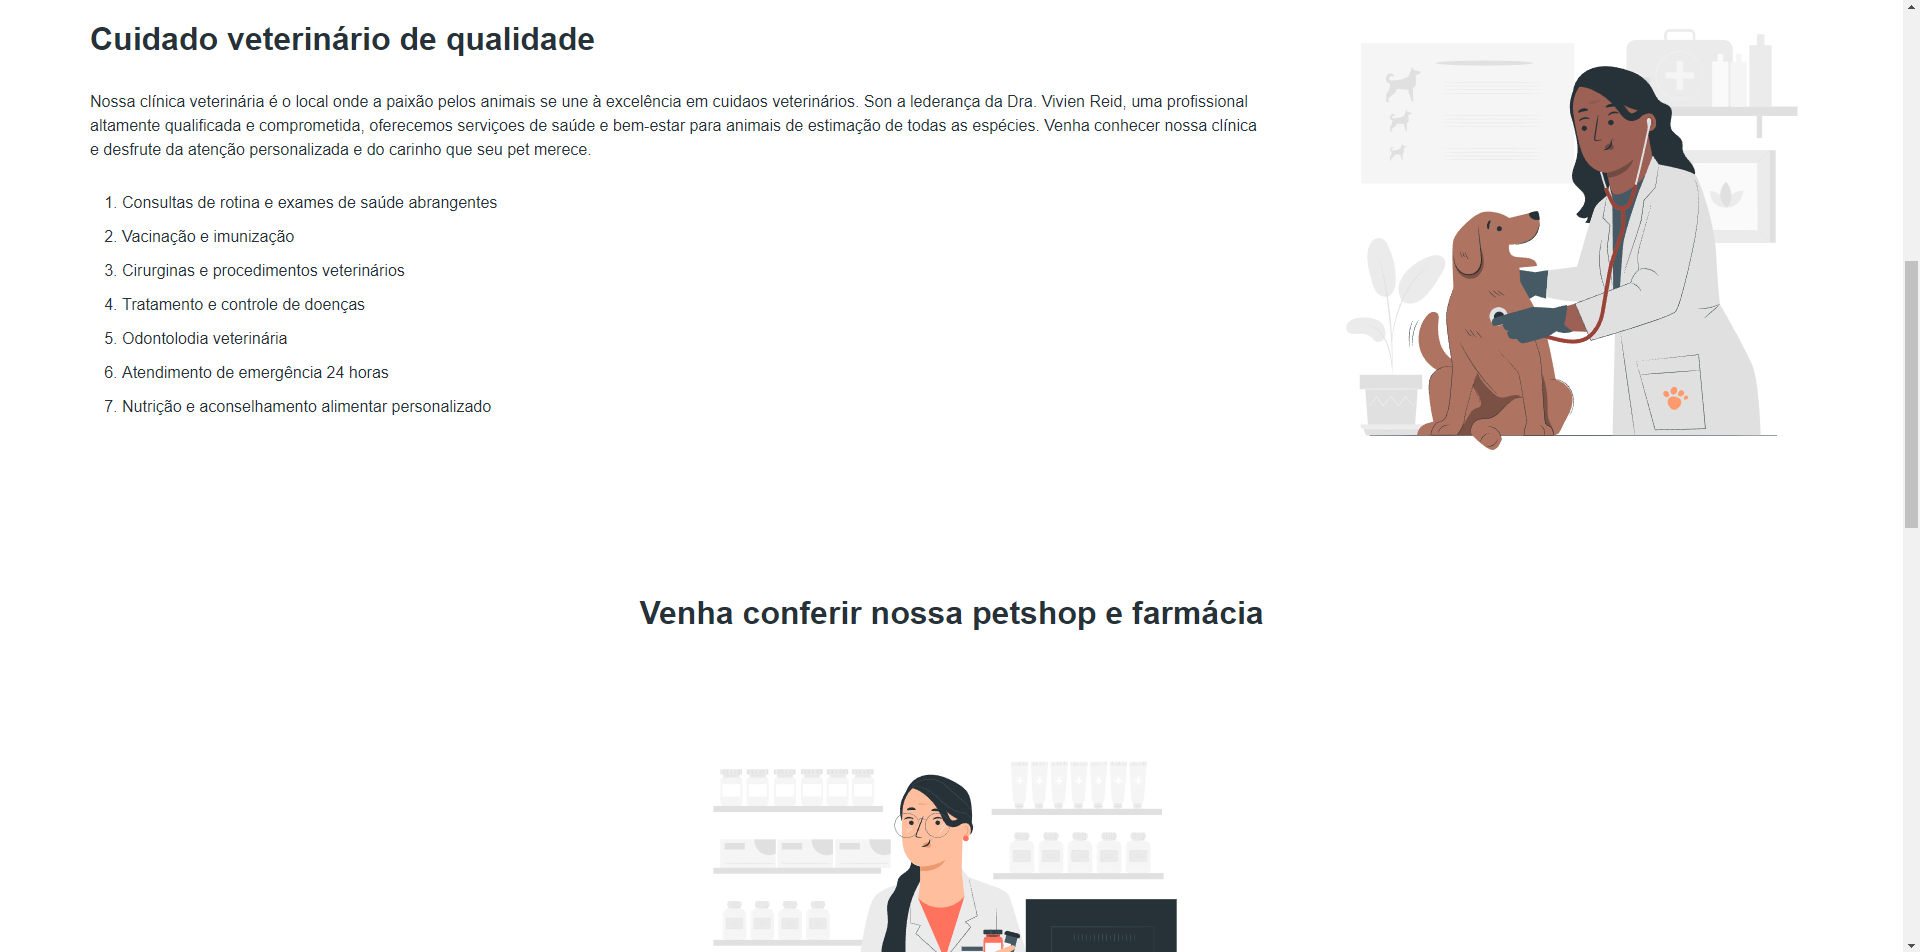 Cuidado veterinário de qualidade
Nossa clínica veterinária é o local onde a paixão pelos animais se une à excelência em cuidaos veterinários. Son a lederança da Dra. Vivien Reid, uma profissional
altamente qualificada e comprometida, oferecemos serviçoes de saúde e bem-estar para animais de estimação de todas as espécies. Venha conhecer nossa clínica
e desfrute da atenção personalizada e do carinho que seu pet merece.
1. Consultas de rotina e exames de saúde abrangentes
2. Vacinação e imunização
3. Cirurginas e procedimentos veterinários
4. Tratamento e controle de doenças
5. Odontolodia veterinária
6. Atendimento de emergência 24 horas
7. Nutrição e aconselhamento alimentar personalizado
Venha conferir nossa petshop e farmácia